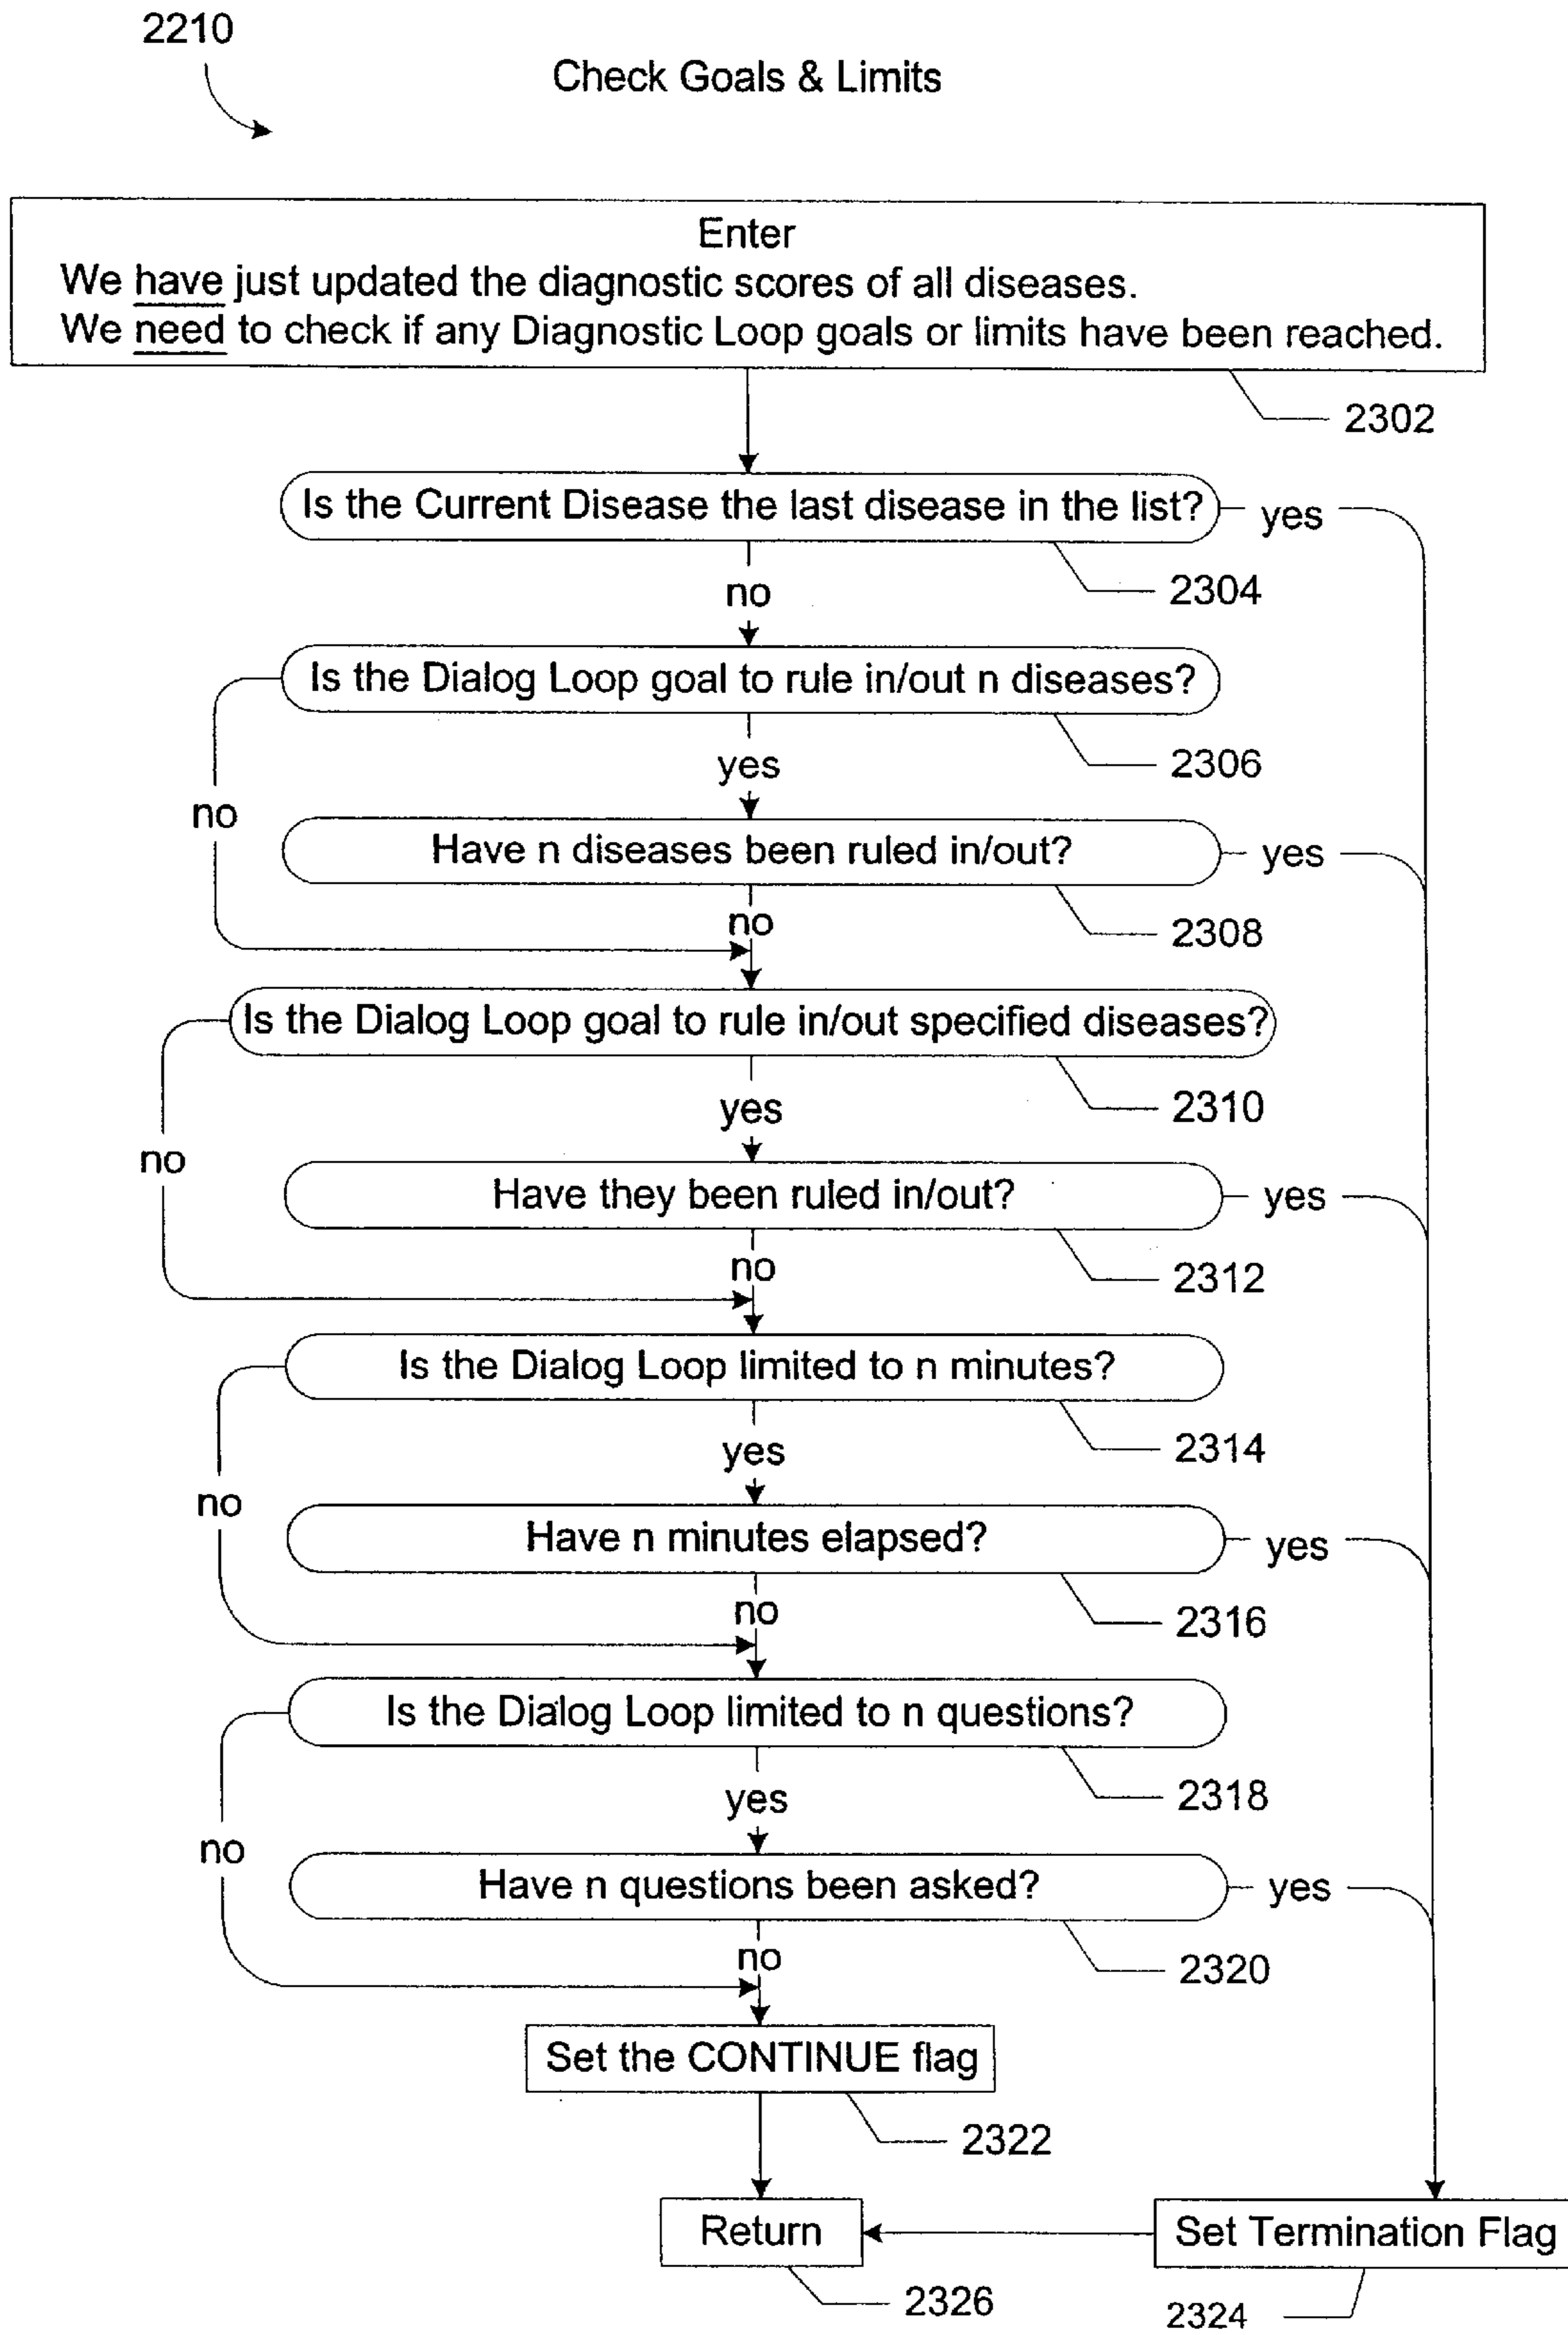 2210
Check Goals & Limits
Enter
We have just updated the diagnostic scores of all diseases.
We need to check if any Diagnostic Loop goals or limits have been reached.
2302
Is the Current Disease the last disease in the list?
yes
2304
no
Is the Dialog Loop goal to rule in/out n diseases?
2306
yes
no
Have n diseases been ruled in/out?
yes
2308
no
Is the Dialog Loop goal to rule in/out specified diseases?
2310
yes
no
Have they been ruled in/out?
yes
2312
no
Is the Dialog Loop limited to n minutes?
2314
yes
no
Have n minutes elapsed?
yes
2316
no
Is the Dialog Loop limited to n questions?
2318
yes
no
Have n questions been asked?
yes
2320
no
Set the CONTINUE flag
2322
Return
Set Termination Flag
2326
2324